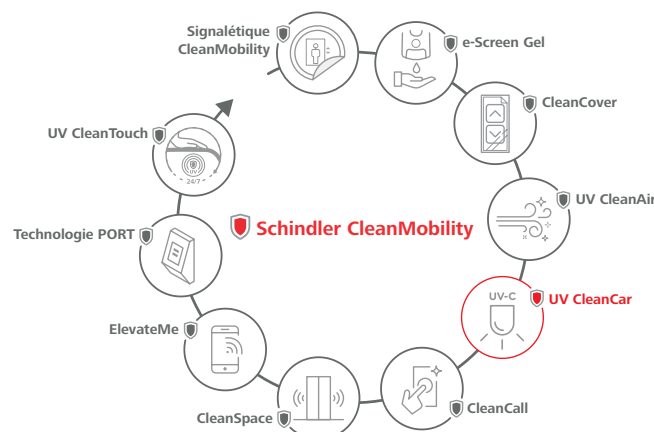 Signalétique
CleanMobility
e-Screen Gel
CleanCover
UV CleanTouch
UV
24/7
UV CleanAir
Technologie PORT
Schindler CleanMobility
UV-C
UV CleanCar
ElevateMe
CleanSpace
CleanCall